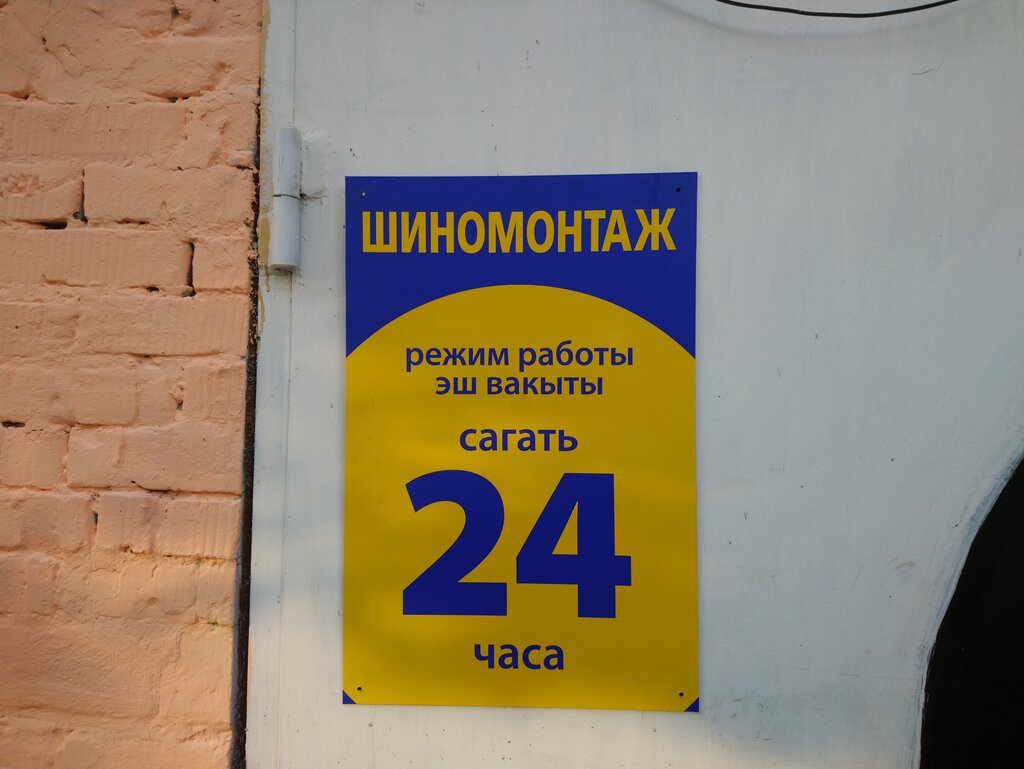 ШИНОМОНТАЖ
режим работы
эш вакыты
сагать
24
часа